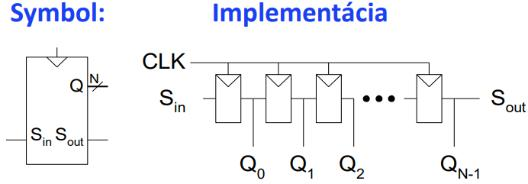 Symbol:
Implementácia
Q N
S_in S_out
CLK
S_in S_out
Q_0 Q_1 Q_2 Q_N-1